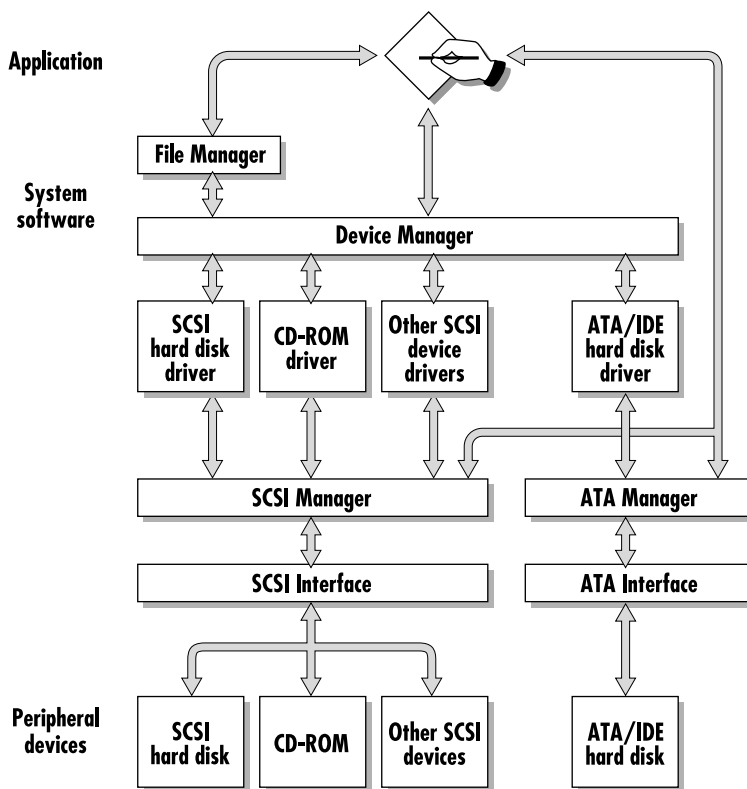 Application
File Manager
System
software
Device Manager
SCSI
hard disk
driver
CD-ROM
driver
Other SCSI
device
drivers
ATA/IDE
hard disk
driver
SCSI Manager
ATA Manager
SCSI Interface
ATA Interface
Peripheral
devices
SCSI
hard disk
CD-ROM
Other SCSI
devices
ATA/IDE
hard disk